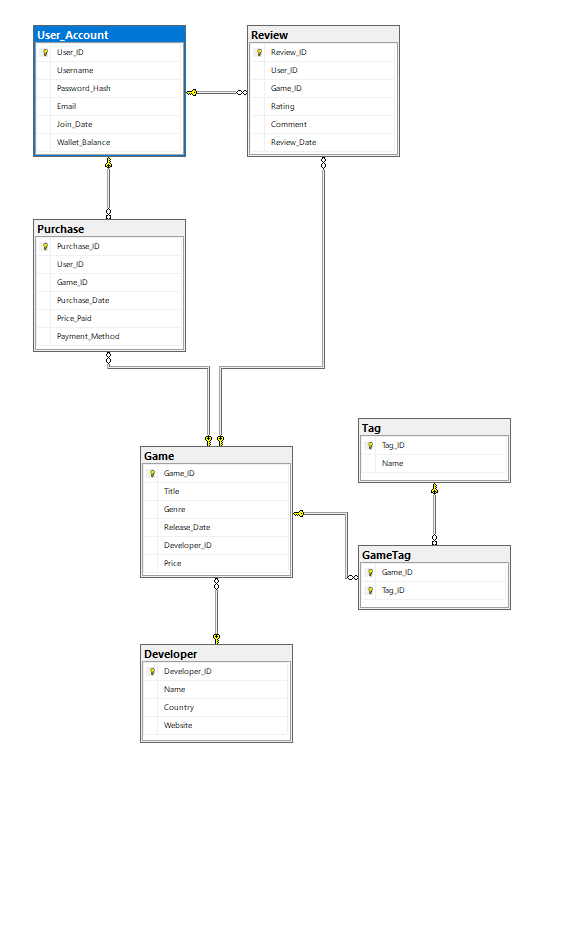 User_Account
User_ID
Username
Password_Hash
Email
Join_Date
Wallet_Balance
Review
Review_ID
User_ID
Game_ID
Rating
Comment
Review_Date
Purchase
Purchase_ID
User_ID
Game_ID
Purchase_Date
Price_Paid
Payment_Method
Game
Game_ID
Title
Genre
Release_Date
Developer_ID
Price
Tag
Tag_ID
Name
GameTag
Game_ID
Tag_ID
Developer
Developer_ID
Name
Country
Website